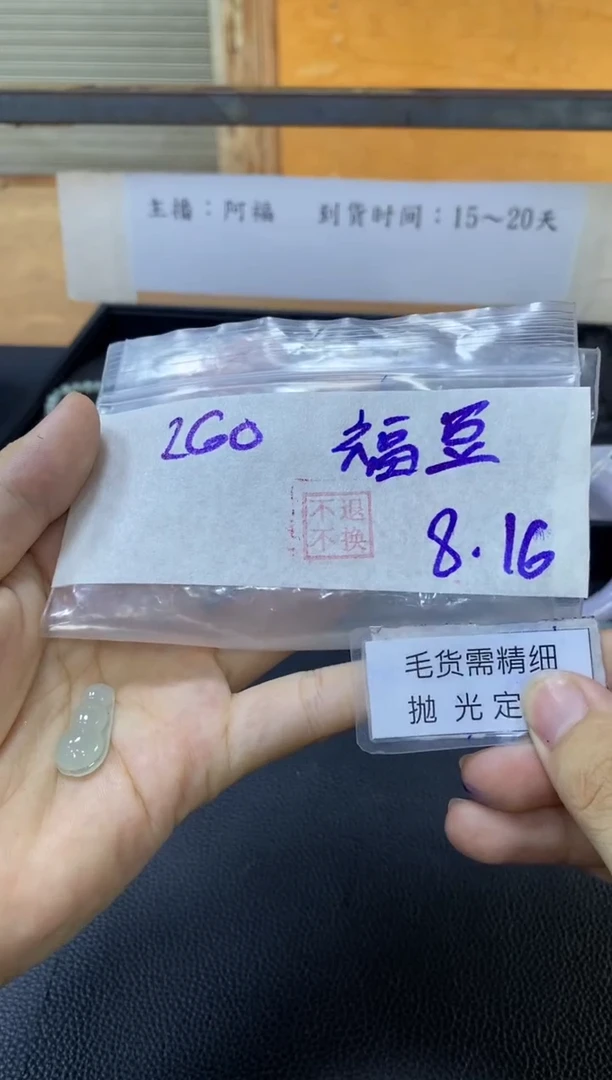 主播：阿福 到货时间：15～20天
260 福豆
不退
不换
8.16
毛货需精细
抛光定